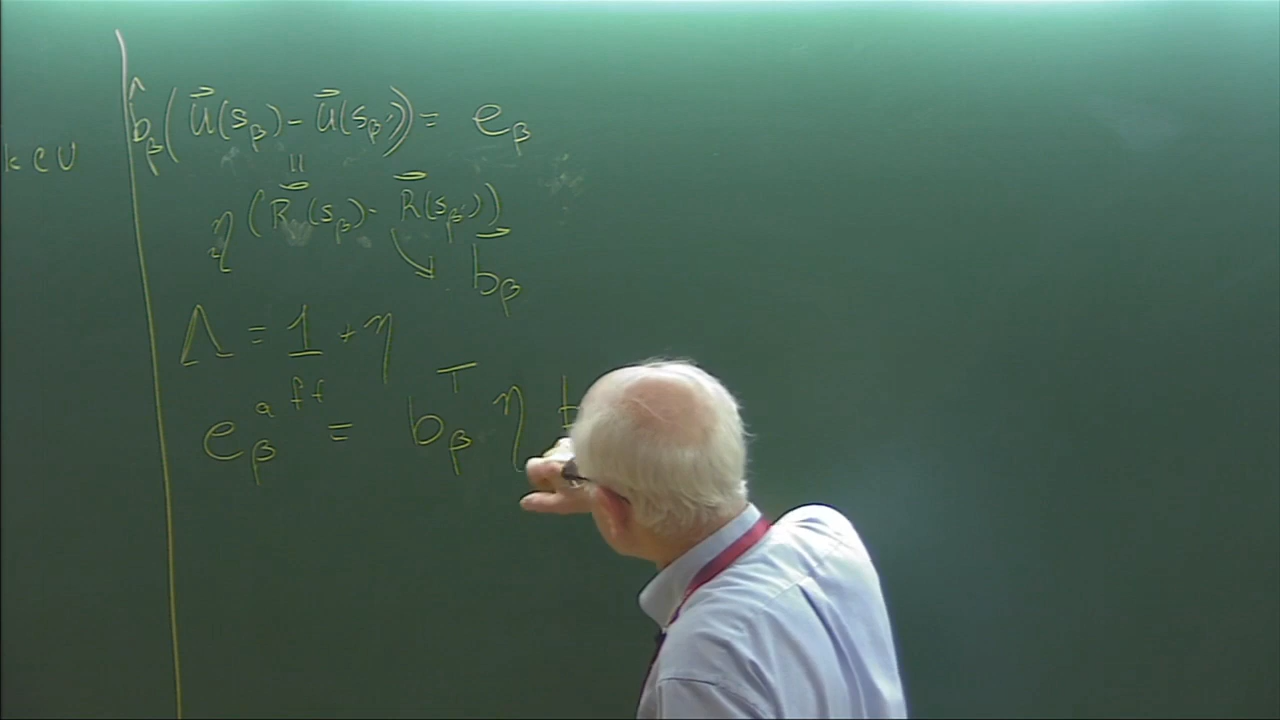 k e V
b̂_β( u⃗(s_β) - u⃗(s_β')) = e_β
=
η (R⃗(s_β) - R⃗(s_β'))
b⃗_β
Λ = 1 + η
e_β^aff = b_β^T η b